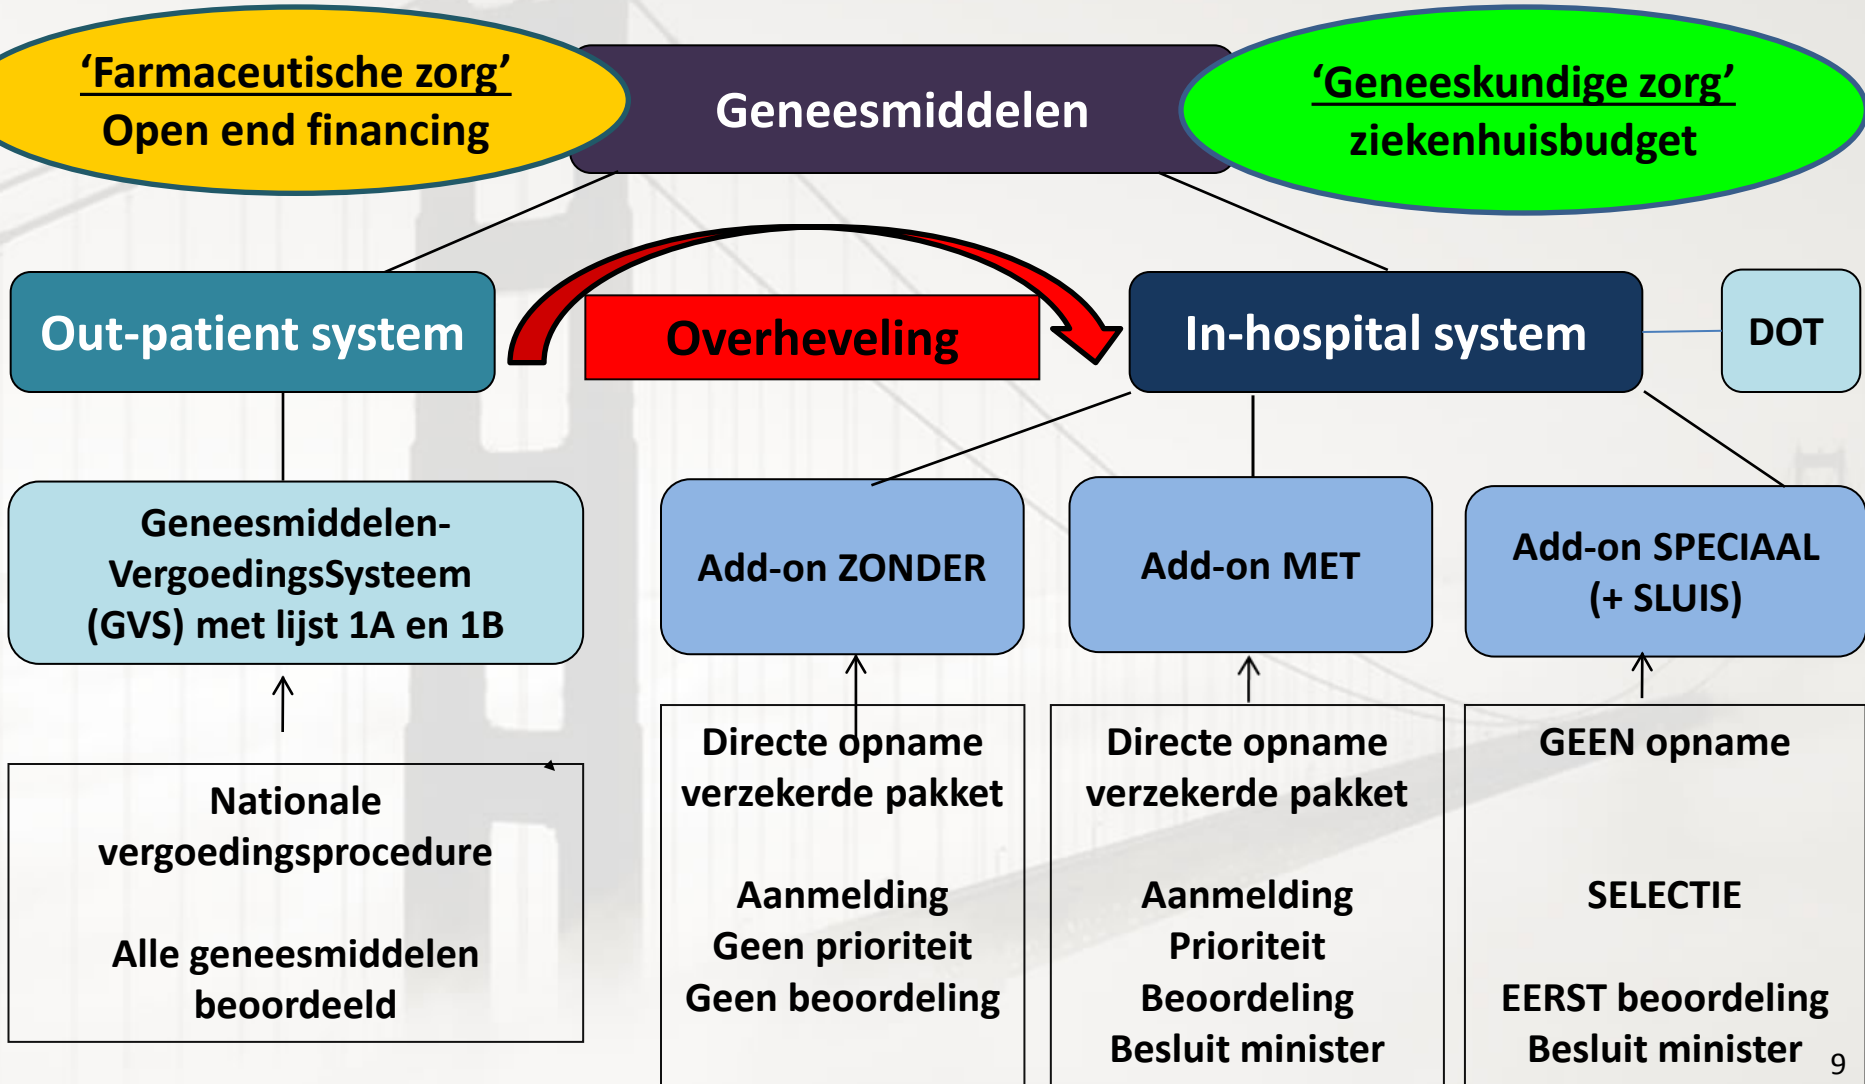 ‘Farmaceutische zorg’
Open end financing
Geneesmiddelen
‘Geneeskundige zorg’
ziekenhuisbudget
Out-patient system
Overheveling
In-hospital system
DOT
Geneesmiddelen-
VergoedingsSysteem
(GVS) met lijst 1A en 1B
Add-on ZONDER
Add-on MET
Add-on SPECIAAL
(+ SLUIS)
Nationale
vergoedingsprocedure
Alle geneesmiddelen
beoordeeld
Directe opname
verzekerde pakket
Aanmelding
Geen prioriteit
Geen beoordeling
Directe opname
verzekerde pakket
Aanmelding
Prioriteit
Beoordeling
Besluit minister
GEEN opname
SELECTIE
EERST beoordeling
Besluit minister
9